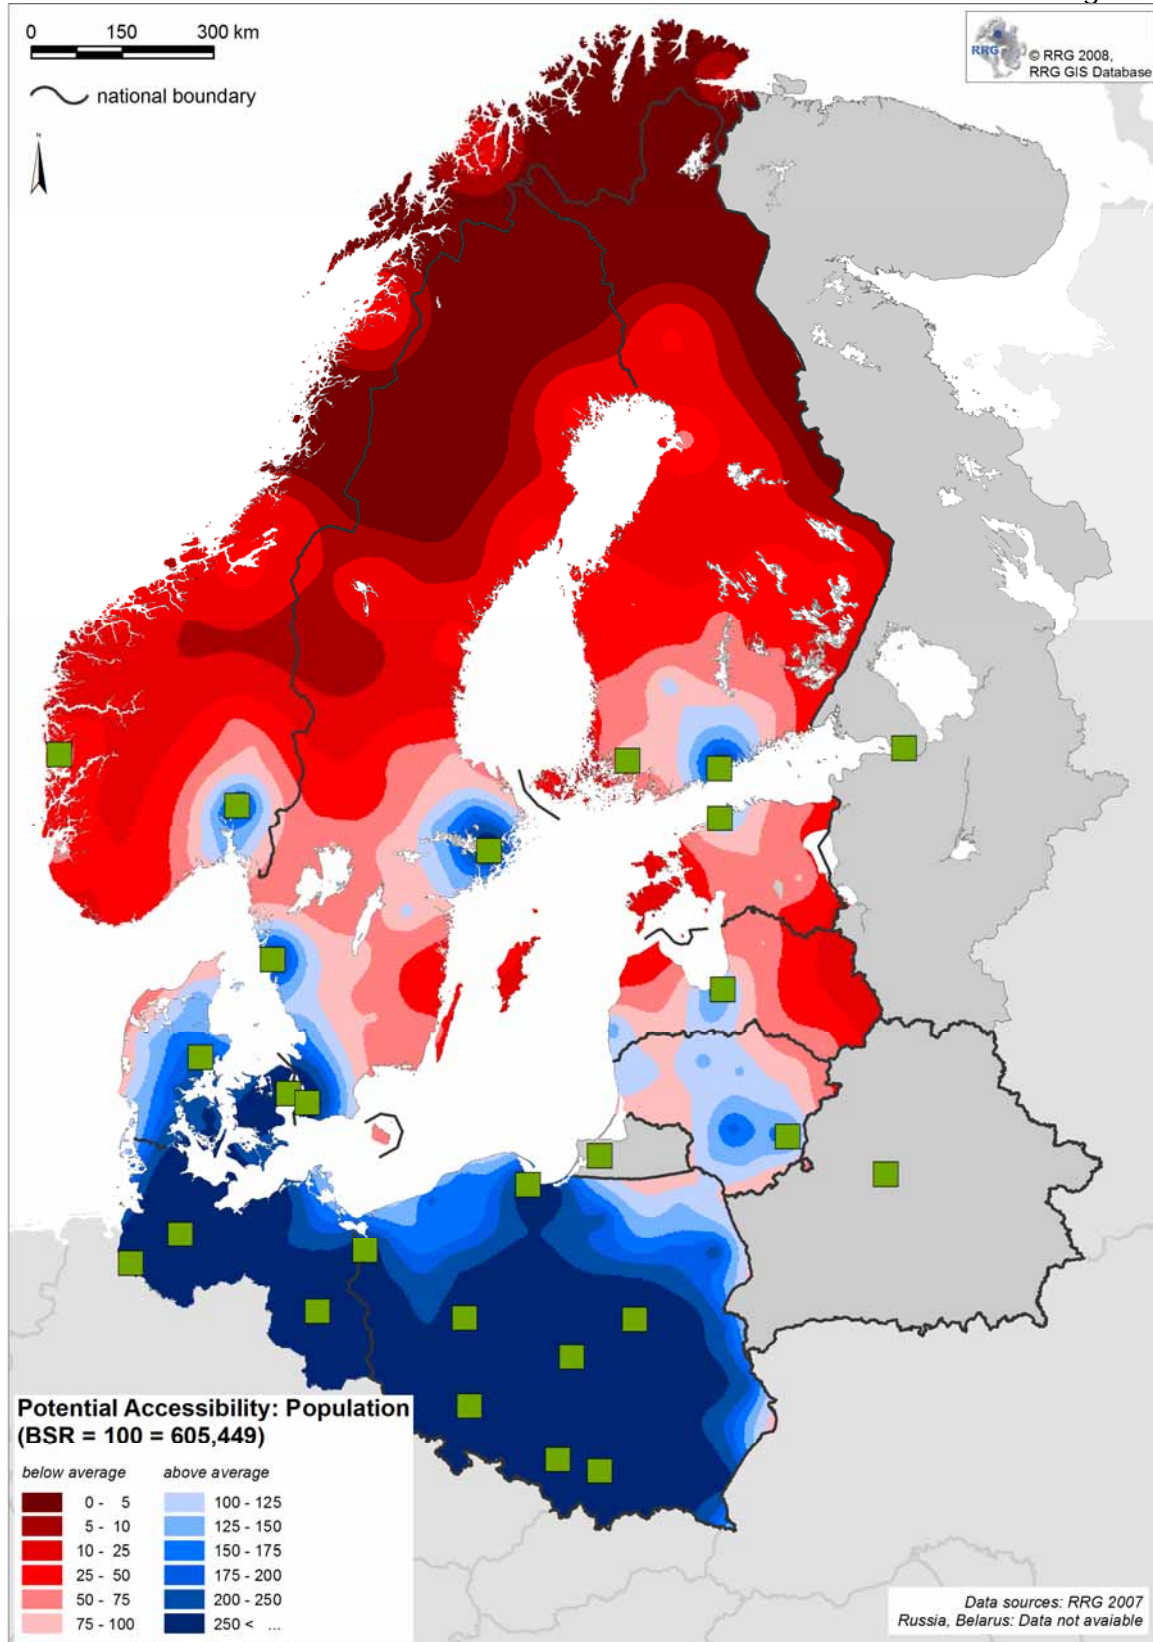 0 150 300 km
national boundary
N
RRG
© RRG 2008,
RRG GIS Database
Potential Accessibility: Population
(BSR = 100 = 605,449)
below average above average
0 - 5 100 - 125
5 - 10 125 - 150
10 - 25 150 - 175
25 - 50 175 - 200
50 - 75 200 - 250
75 - 100 250 < ...
Data sources: RRG 2007
Russia, Belarus: Data not avaiable